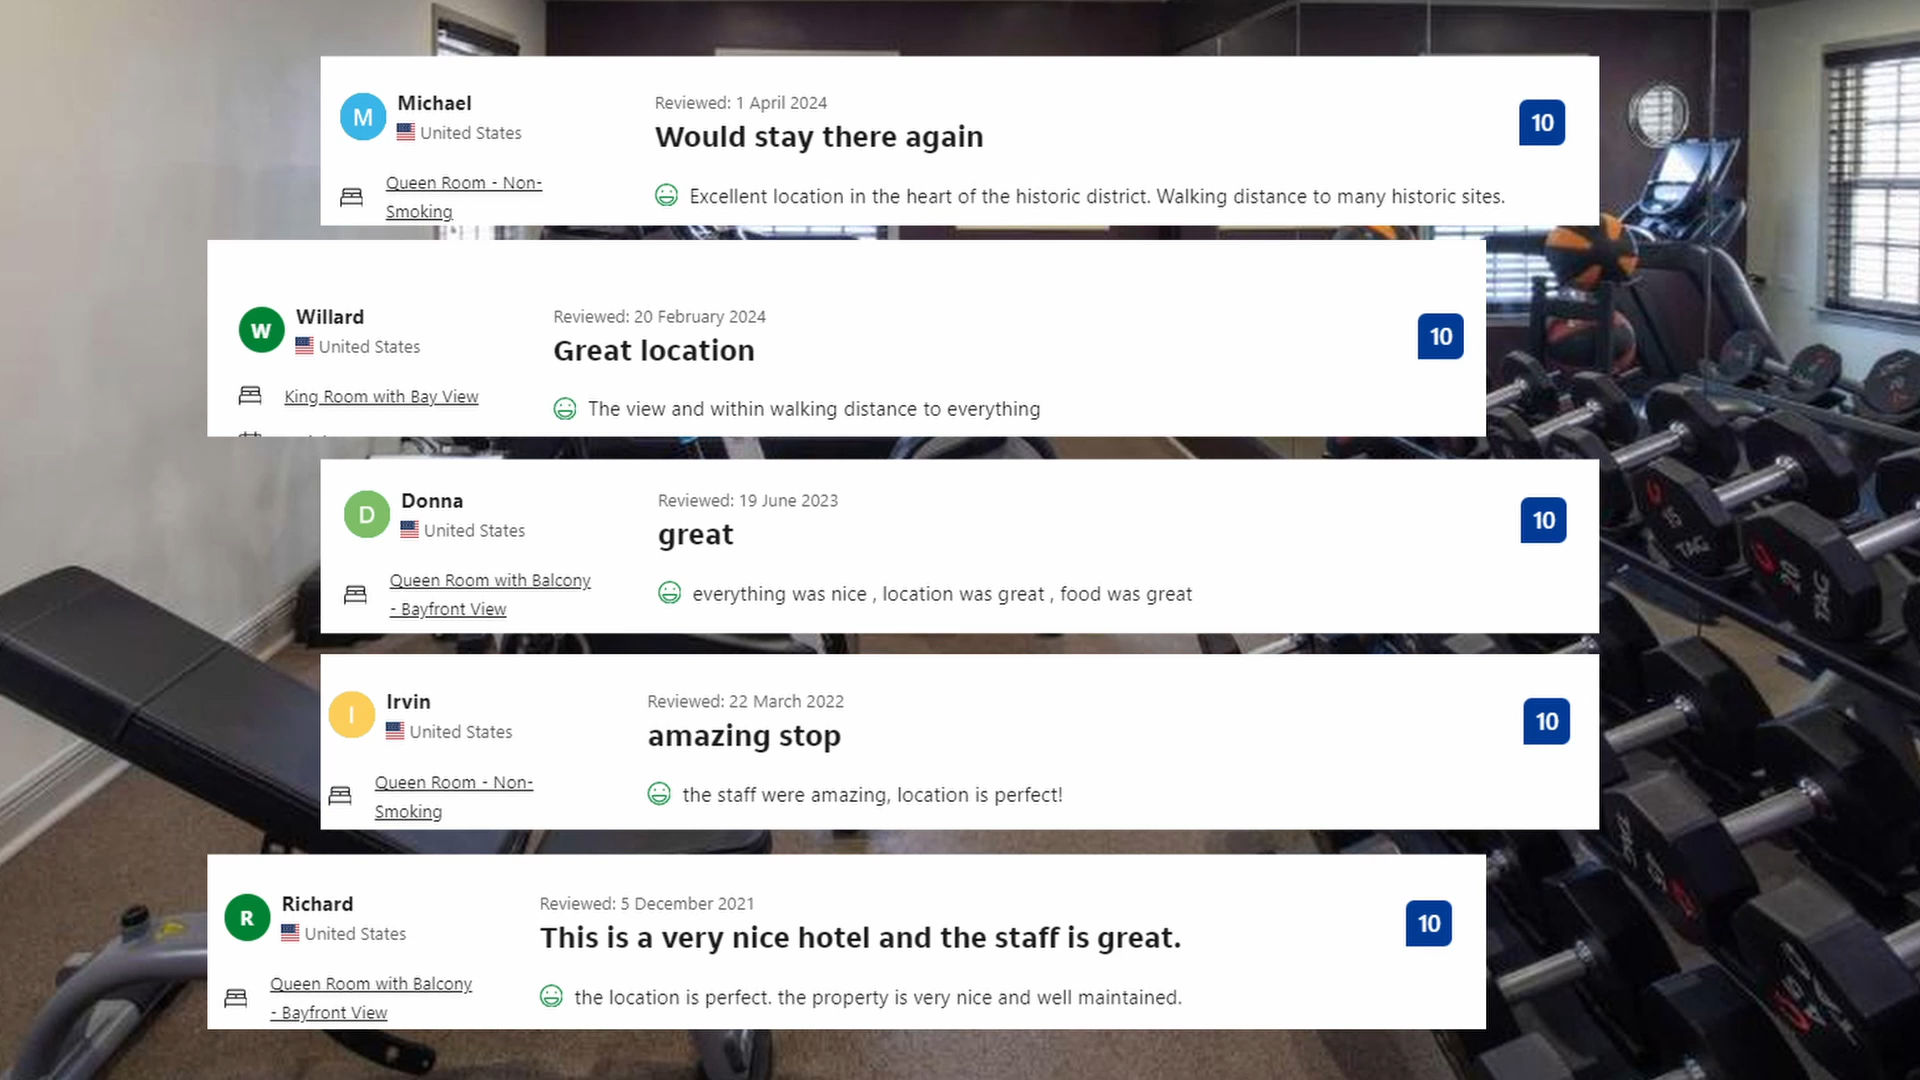 M
Michael
United States
Queen Room - Non-
Smoking
Reviewed: 1 April 2024
Would stay there again
Excellent location in the heart of the historic district. Walking distance to many historic sites.
10
W
Willard
United States
King Room with Bay View
Reviewed: 20 February 2024
Great location
The view and within walking distance to everything
10
D
Donna
United States
Queen Room with Balcony
- Bayfront View
Reviewed: 19 June 2023
great
everything was nice , location was great , food was great
10
I
Irvin
United States
Queen Room - Non-
Smoking
Reviewed: 22 March 2022
amazing stop
the staff were amazing, location is perfect!
10
R
Richard
United States
Queen Room with Balcony
- Bayfront View
Reviewed: 5 December 2021
This is a very nice hotel and the staff is great.
the location is perfect. the property is very nice and well maintained.
10
TAG
20
TAG